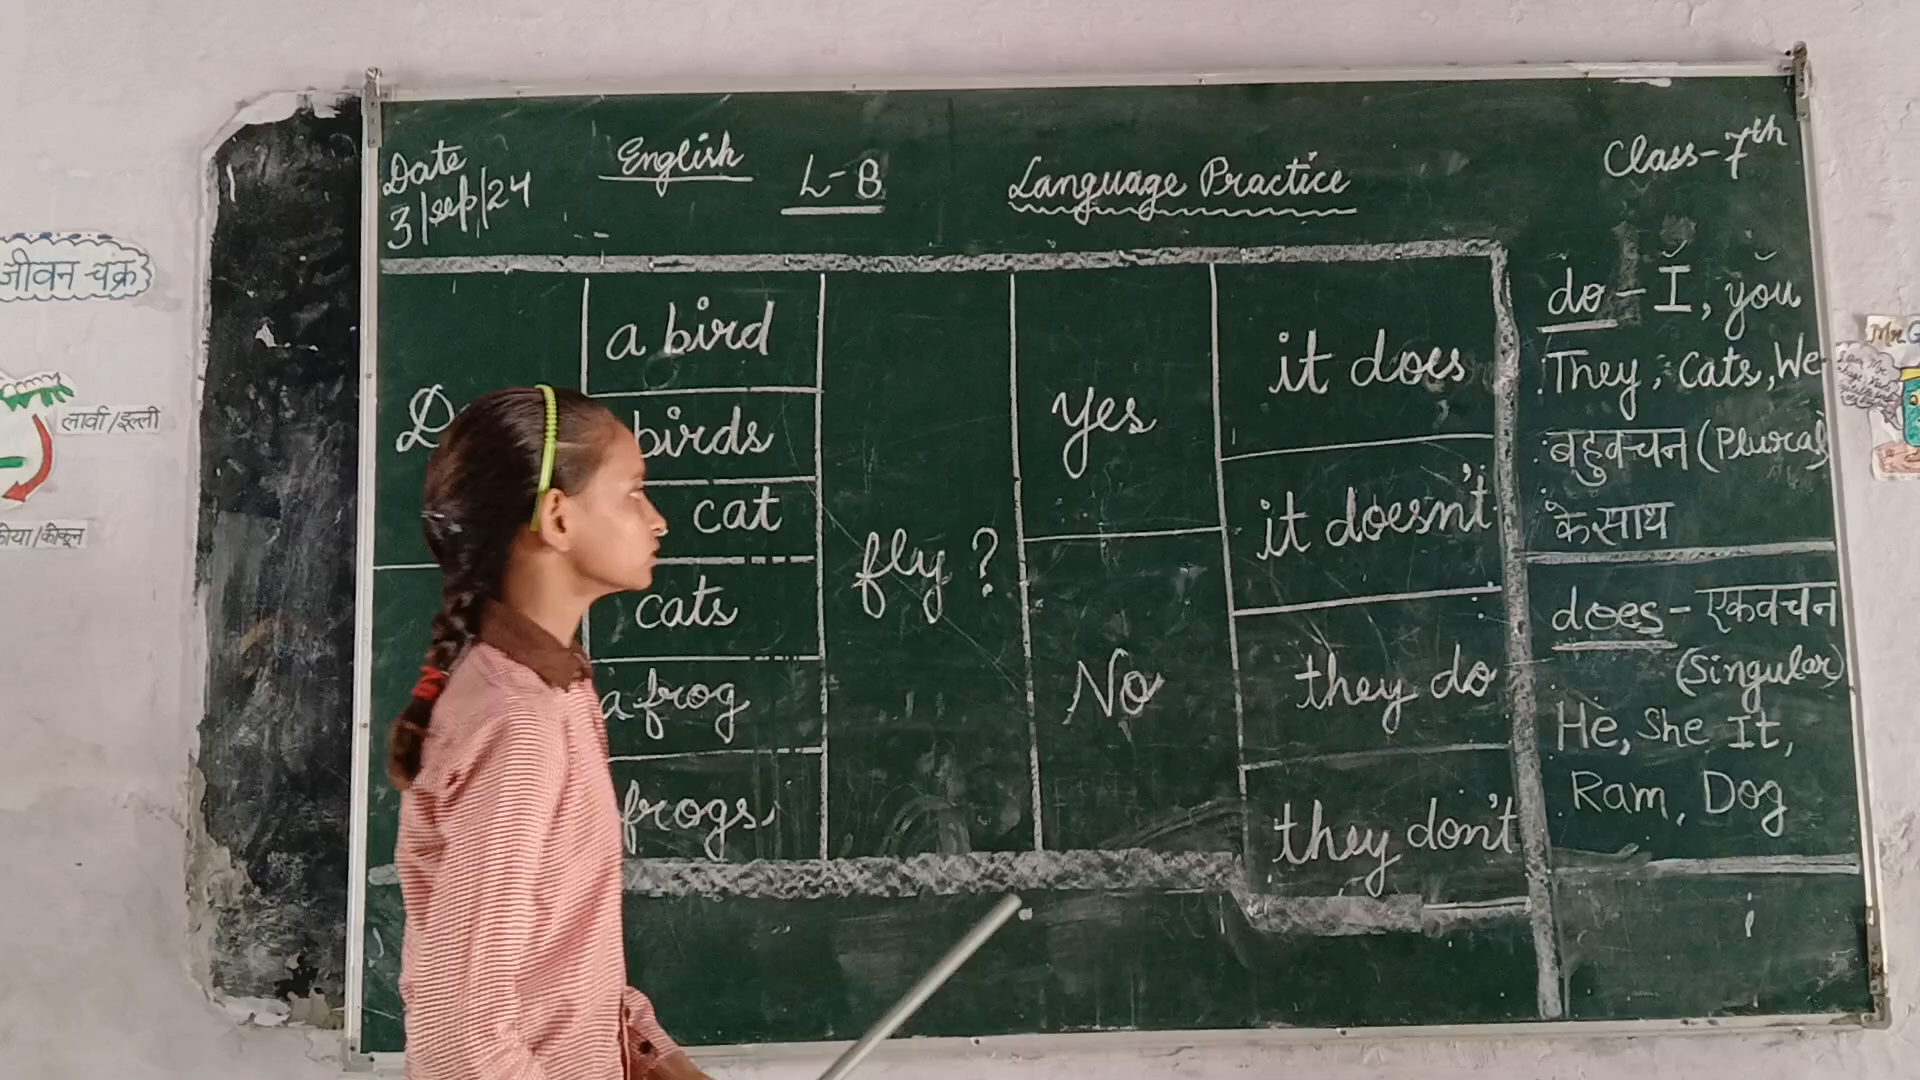 Date
3/sep/24
English
L-8
Language Practice
Class-7th
a bird
birds
cat
cats
a frog
frogs
fly ?
yes
No
it does
it doesn't
they do
they don't
do - I, you
They, Cats, We
बहुवचन (Plural)
के साथ
does - एकवचन
(Singular)
He, She It,
Ram, Dog
जीवन चक्र
लार्वा/इल्ली